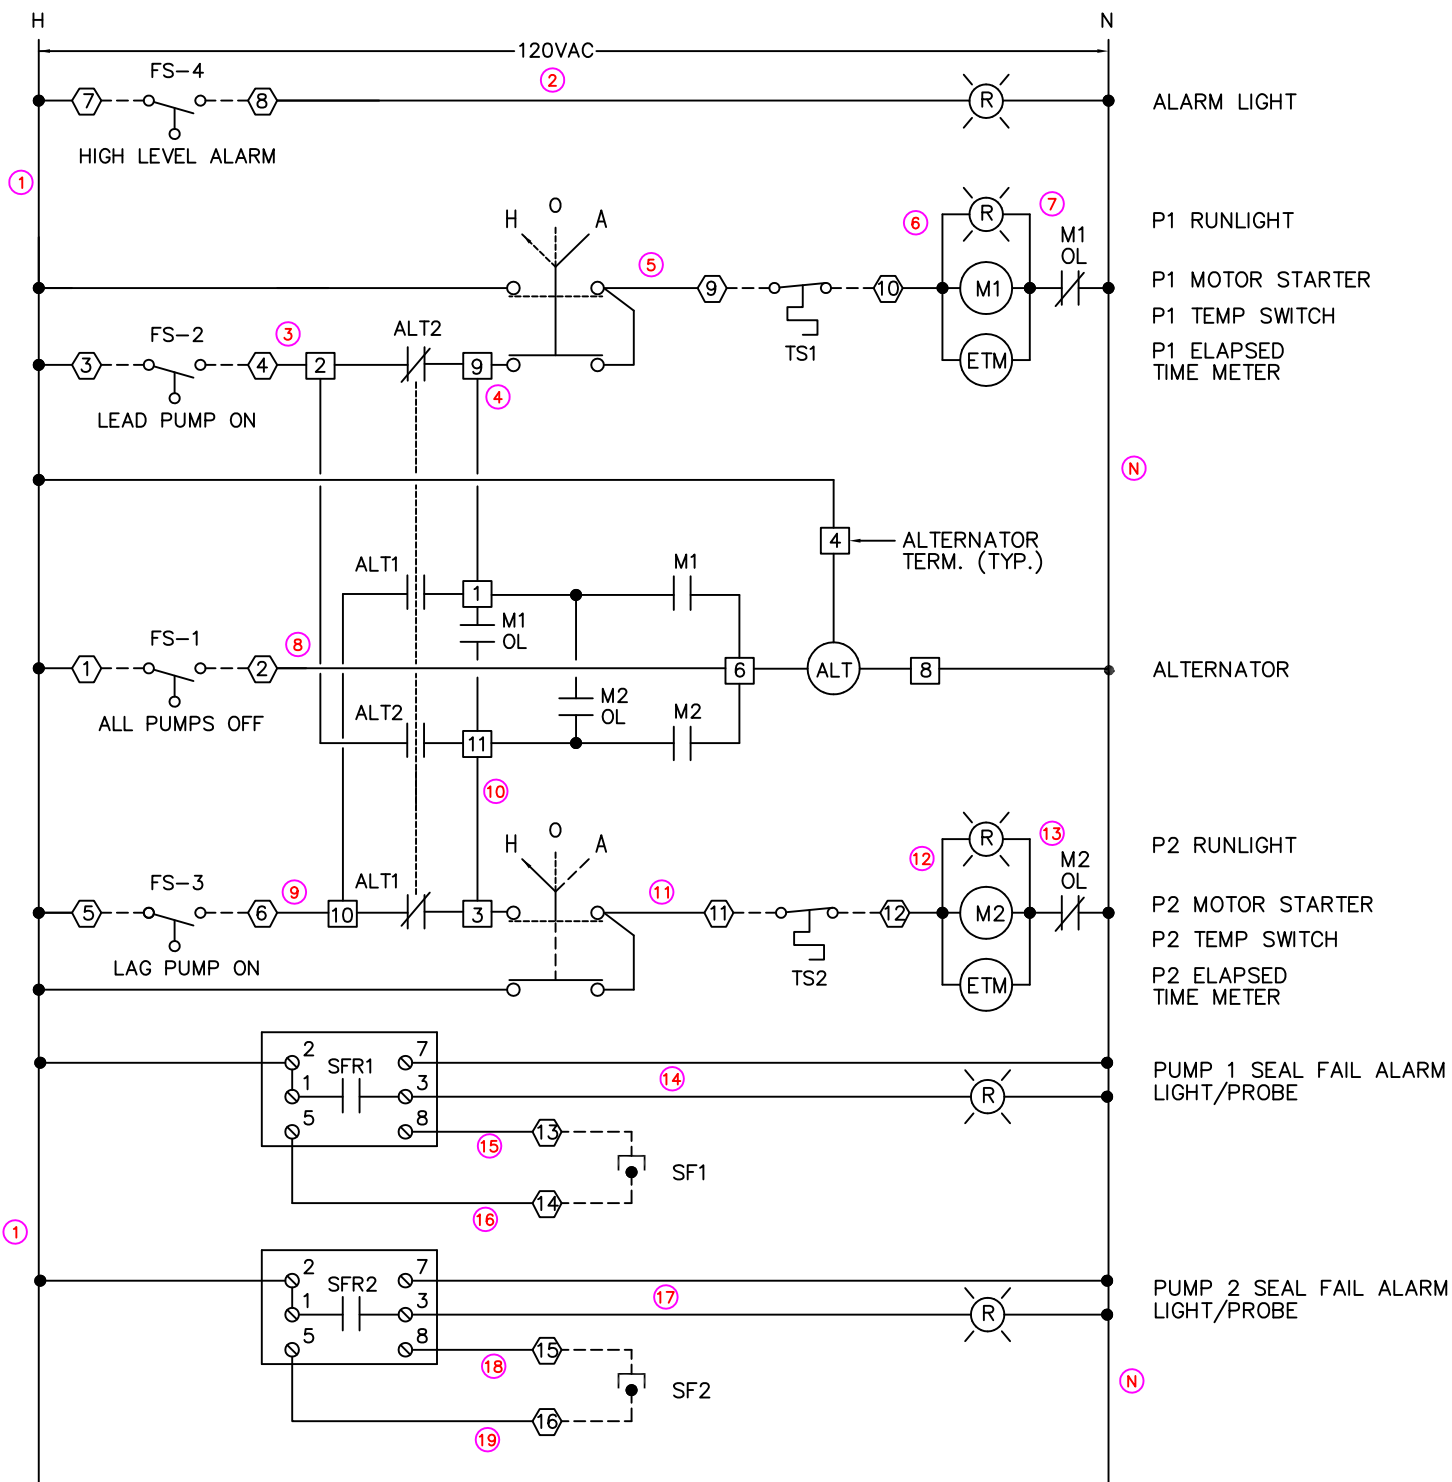 H
N
120VAC
FS-4
2
7
8
R
ALARM LIGHT
HIGH LEVEL ALARM
1
H
O
A
6
R
7
P1 RUNLIGHT
M1
OL
5
9
10
M1
P1 MOTOR STARTER
P1 TEMP SWITCH
FS-2
3
ALT2
TS1
P1 ELAPSED
TIME METER
3
4
2
9
ETM
4
LEAD PUMP ON
N
4
ALTERNATOR
TERM. (TYP.)
ALT1
M1
1
M1
OL
FS-1
8
1
2
6
ALT
8
ALTERNATOR
M2
OL
ALL PUMPS OFF
ALT2
M2
11
10
H
O
A
12
R
13
P2 RUNLIGHT
M2
OL
FS-3
9
ALT1
11
5
6
10
3
11
12
M2
P2 MOTOR STARTER
P2 TEMP SWITCH
LAG PUMP ON
TS2
ETM
P2 ELAPSED
TIME METER
2
SFR1
7
14
PUMP 1 SEAL FAIL ALARM
LIGHT/PROBE
1
3
R
5
8
15
13
SF1
14
16
1
2
SFR2
7
17
PUMP 2 SEAL FAIL ALARM
LIGHT/PROBE
1
3
R
5
8
18
15
SF2
N
16
19